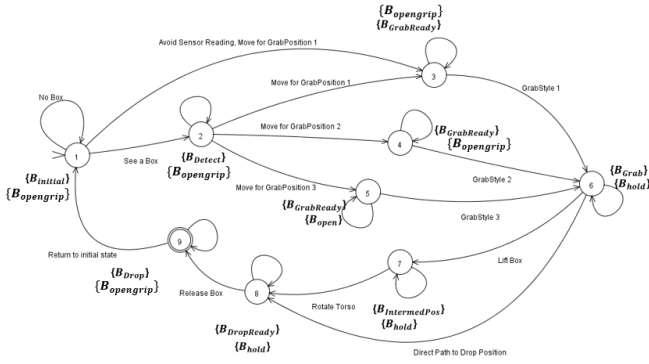 {B_opengrip}
{B_GrabReady}
Avoid Sensor Reading, Move for GrabPosition 1
3
No Box
Move for GrabPosition 1
GrabStyle 1
2
Move for GrabPosition 2
4
{B_GrabReady}
{B_opengrip}
1
See a Box
{B_Detect}
{B_opengrip}
{B_initial}
{B_opengrip}
Move for GrabPosition 3
5
GrabStyle 2
6
{B_Grab}
{B_hold}
{B_GrabReady}
{B_open}
GrabStyle 3
9
Return to initial state
{B_Drop}
{B_opengrip}
7
Lift Box
Release Box
8
Rotate Torso
{B_IntermedPos}
{B_hold}
{B_DropReady}
{B_hold}
Direct Path to Drop Position